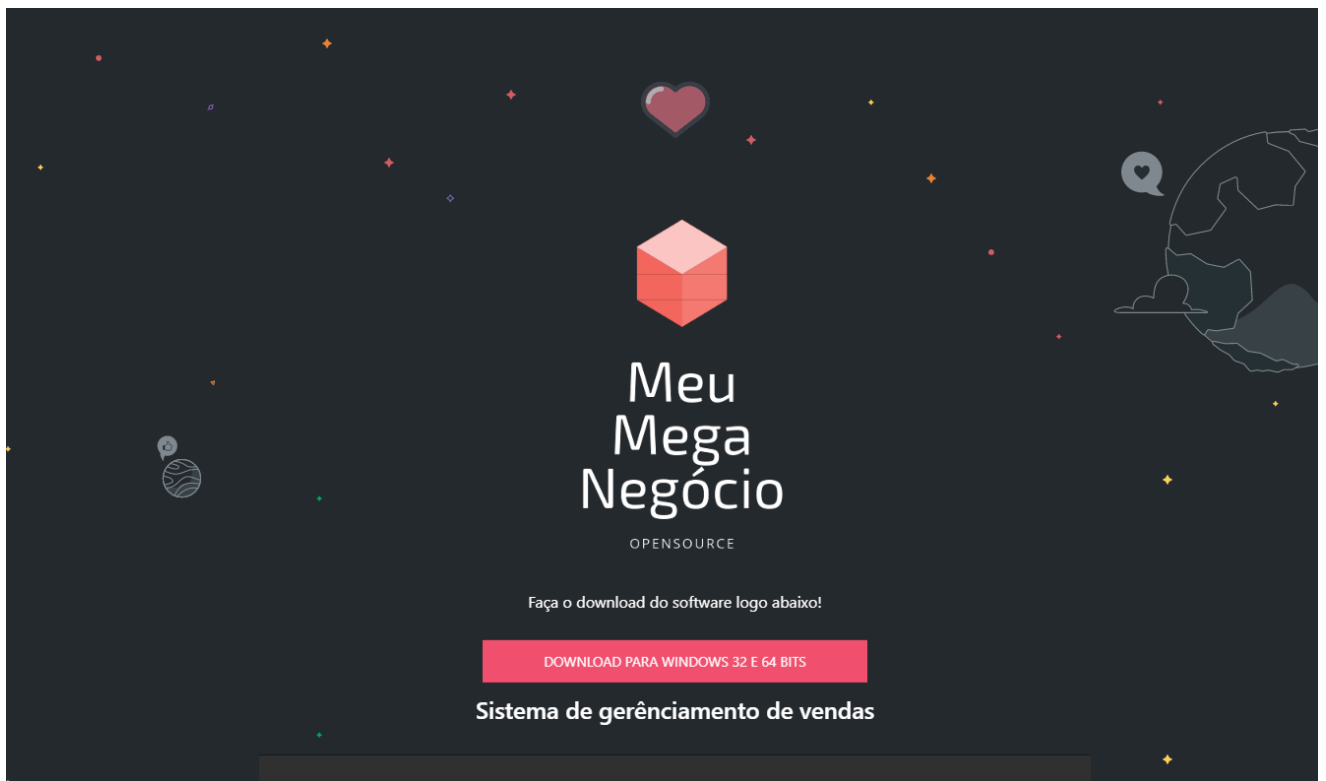 Meu
Mega
Negócio
OPENSOURCE
Faça o download do software logo abaixo!
DOWNLOAD PARA WINDOWS 32 E 64 BITS
Sistema de gerênciamento de vendas